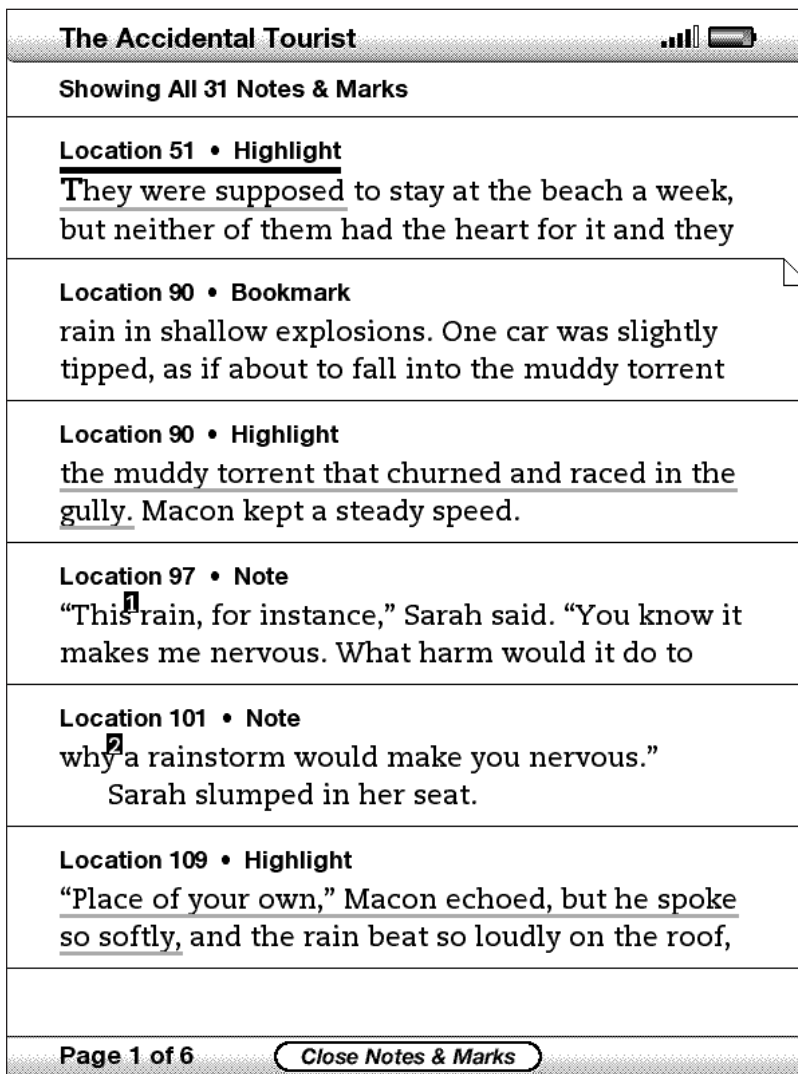 The Accidental Tourist
Showing All 31 Notes & Marks
Location 51 • Highlight
They were supposed to stay at the beach a week,
but neither of them had the heart for it and they
Location 90 • Bookmark
rain in shallow explosions. One car was slightly
tipped, as if about to fall into the muddy torrent
Location 90 • Highlight
the muddy torrent that churned and raced in the
gully. Macon kept a steady speed.
Location 97 • Note
“This 1 rain, for instance,” Sarah said. “You know it
makes me nervous. What harm would it do to
Location 101 • Note
why 2 a rainstorm would make you nervous.”
Sarah slumped in her seat.
Location 109 • Highlight
“Place of your own,” Macon echoed, but he spoke
so softly, and the rain beat so loudly on the roof,
Page 1 of 6 Close Notes & Marks